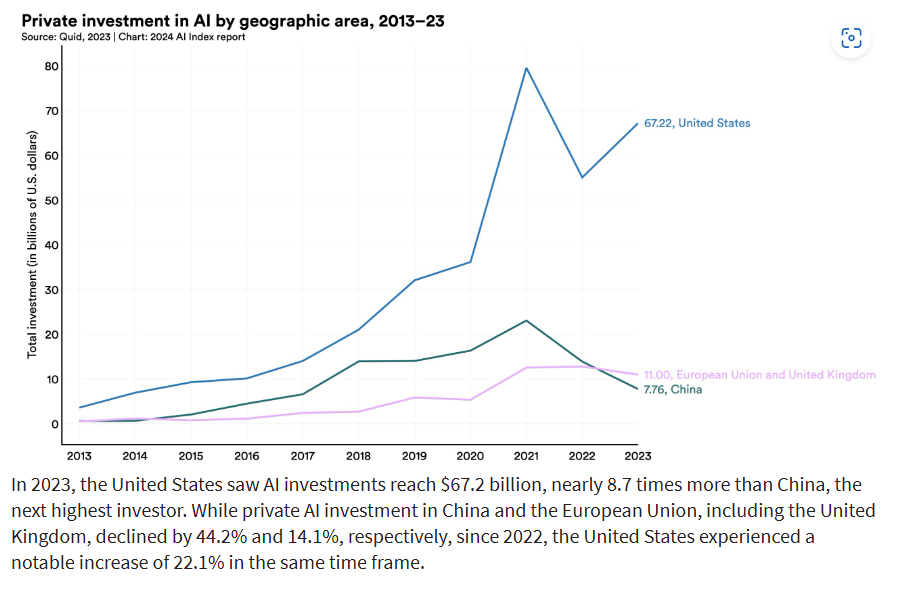 Private investment in AI by geographic area, 2013–23
Source: Quid, 2023 | Chart: 2024 AI Index report
Total investment (in billions of U.S. dollars)
80
70
60
50
40
30
20
10
0
67.22, United States
11.00, European Union and United Kingdom
7.76, China
2013 2014 2015 2016 2017 2018 2019 2020 2021 2022 2023
In 2023, the United States saw AI investments reach $67.2 billion, nearly 8.7 times more than China, the
next highest investor. While private AI investment in China and the European Union, including the United
Kingdom, declined by 44.2% and 14.1%, respectively, since 2022, the United States experienced a
notable increase of 22.1% in the same time frame.